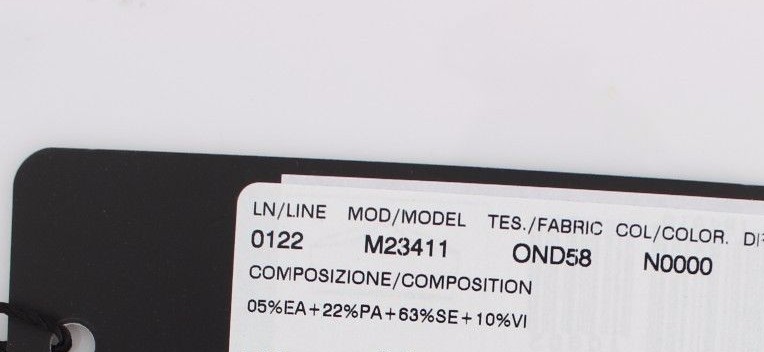 LN/LINE MOD/MODEL TES./FABRIC COL/COLOR.
0122 M23411 OND58 N0000
COMPOSIZIONE/COMPOSITION
05%EA+22%PA+63%SE+10%VI